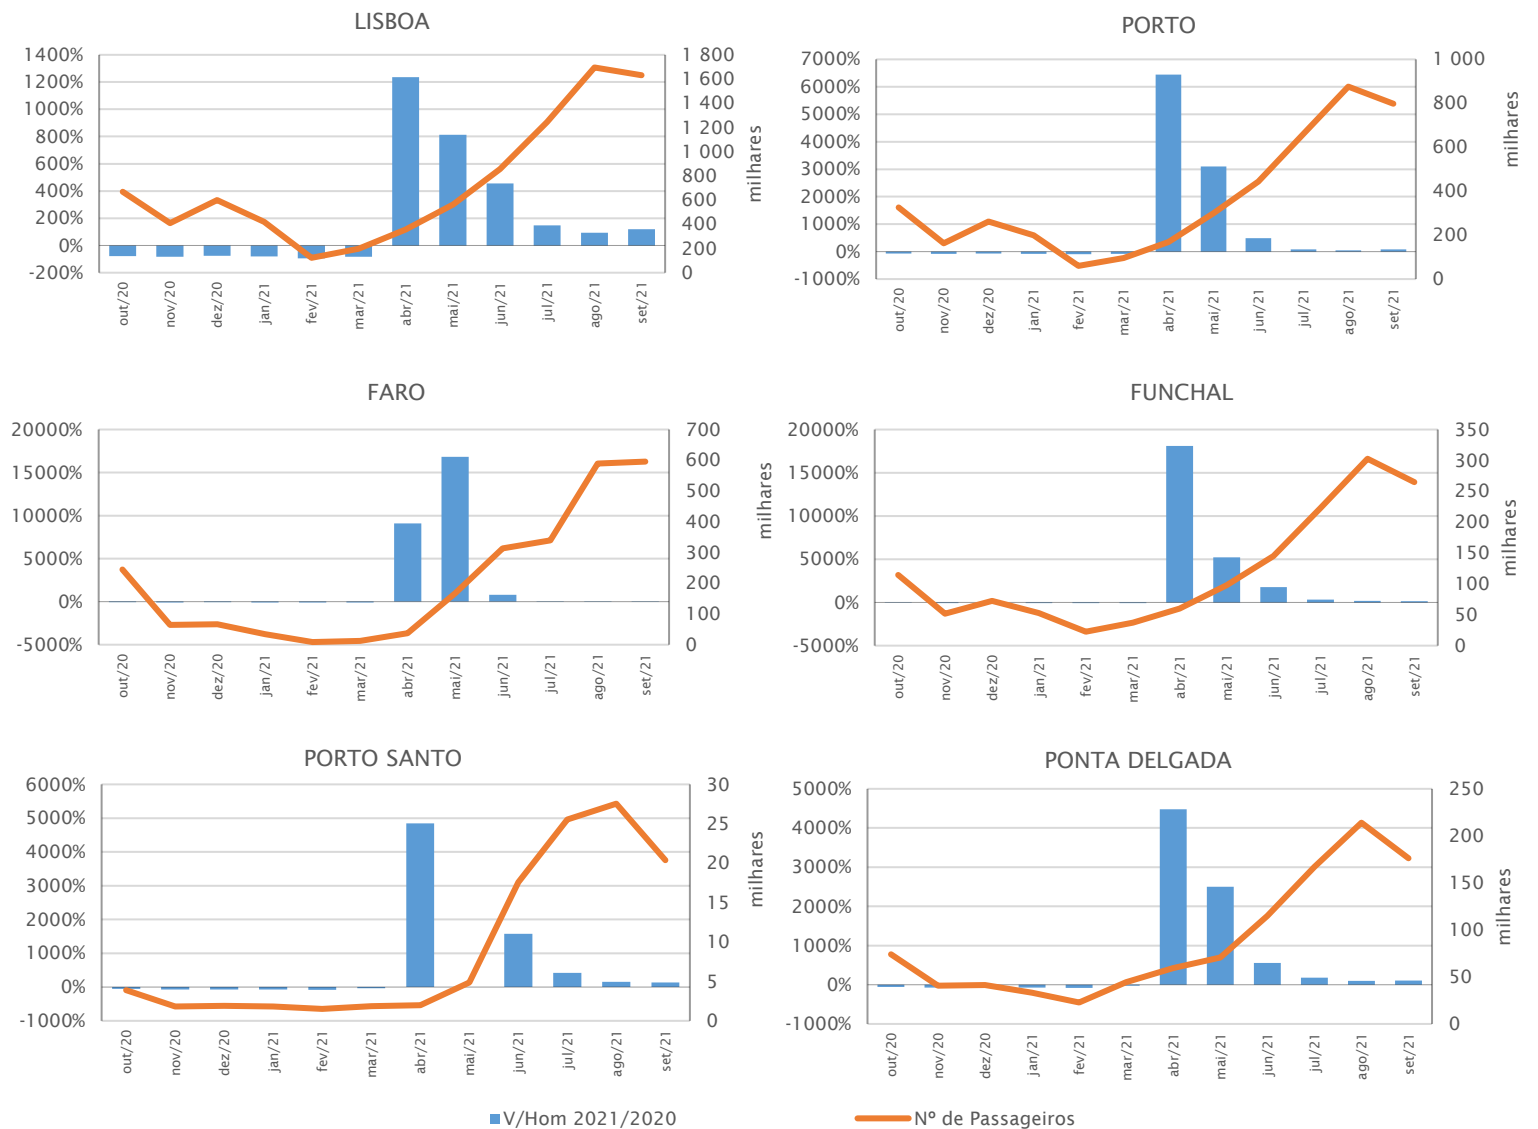 LISBOA
1400%
1200%
1000%
800%
600%
400%
200%
0%
-200%
1 800
1 600
1 400
1 200
1 000
800
600
400
200
0
milhares
out/20
nov/20
dez/20
jan/21
fev/21
mar/21
abr/21
mai/21
jun/21
jul/21
ago/21
set/21
PORTO
7000%
6000%
5000%
4000%
3000%
2000%
1000%
0%
-1000%
1 000
800
600
400
200
0
milhares
out/20
nov/20
dez/20
jan/21
fev/21
mar/21
abr/21
mai/21
jun/21
jul/21
ago/21
set/21
FARO
20000%
15000%
10000%
5000%
0%
-5000%
700
600
500
400
300
200
100
0
milhares
out/20
nov/20
dez/20
jan/21
fev/21
mar/21
abr/21
mai/21
jun/21
jul/21
ago/21
set/21
FUNCHAL
20000%
15000%
10000%
5000%
0%
-5000%
350
300
250
200
150
100
50
0
milhares
out/20
nov/20
dez/20
jan/21
fev/21
mar/21
abr/21
mai/21
jun/21
jul/21
ago/21
set/21
PORTO SANTO
6000%
5000%
4000%
3000%
2000%
1000%
0%
-1000%
30
25
20
15
10
5
0
milhares
out/20
nov/20
dez/20
jan/21
fev/21
mar/21
abr/21
mai/21
jun/21
jul/21
ago/21
set/21
PONTA DELGADA
5000%
4000%
3000%
2000%
1000%
0%
-1000%
250
200
150
100
50
0
milhares
out/20
nov/20
dez/20
jan/21
fev/21
mar/21
abr/21
mai/21
jun/21
jul/21
ago/21
set/21
V/Hom 2021/2020
Nº de Passageiros